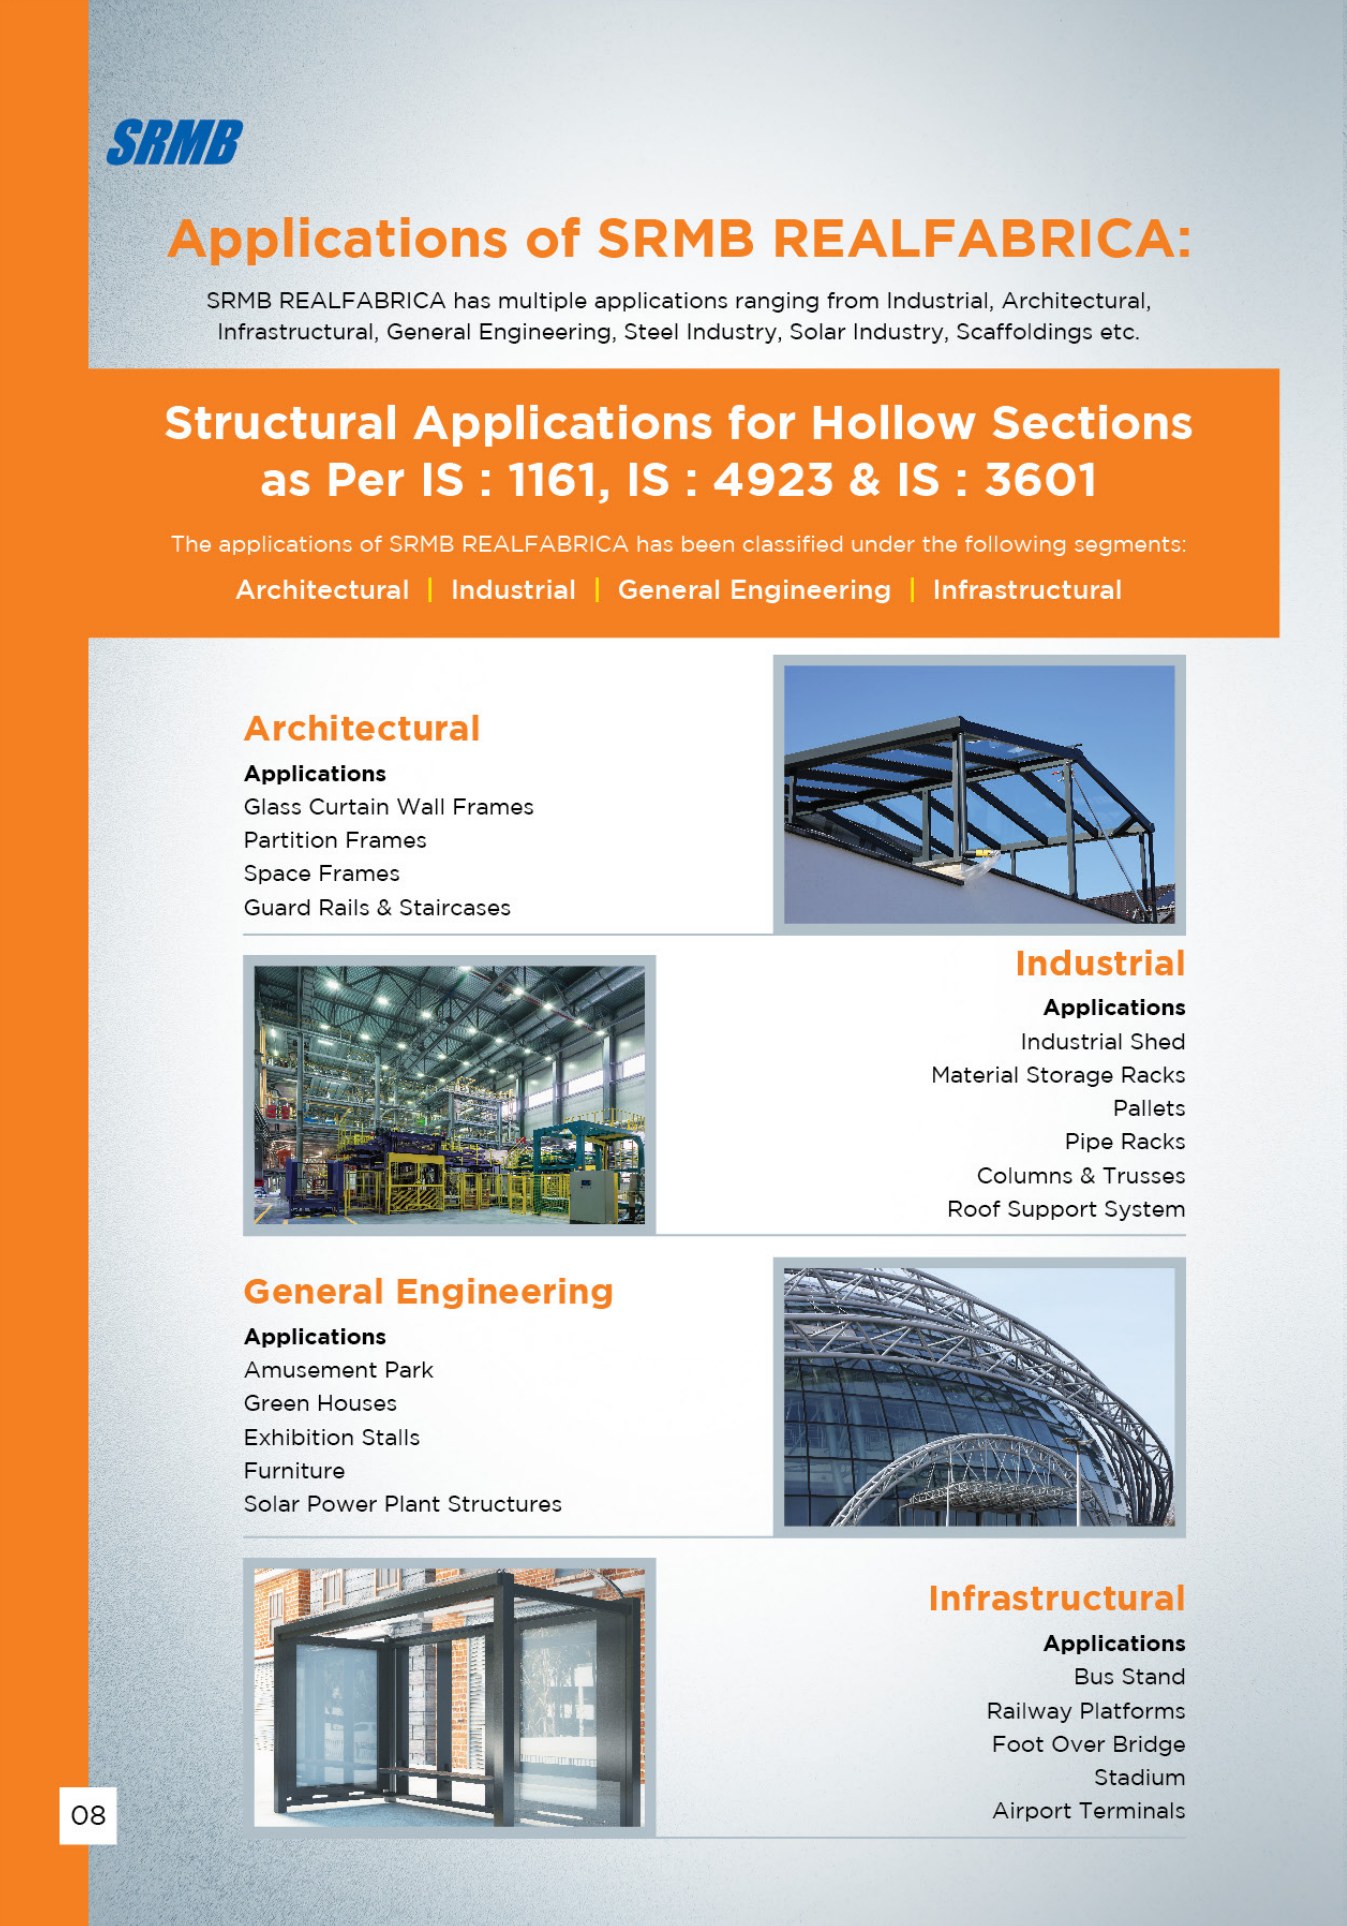 SRMB
Applications of SRMB REALFABRICA:
SRMB REALFABRICA has multiple applications ranging from Industrial, Architectural,
Infrastructural, General Engineering, Steel Industry, Solar Industry, Scaffoldings etc.
Structural Applications for Hollow Sections
as Per IS : 1161, IS : 4923 & IS : 3601
The applications of SRMB REALFABRICA has been classified under the following segments:
Architectural | Industrial | General Engineering | Infrastructural
Architectural
Applications
Glass Curtain Wall Frames
Partition Frames
Space Frames
Guard Rails & Staircases
Industrial
Applications
Industrial Shed
Material Storage Racks
Pallets
Pipe Racks
Columns & Trusses
Roof Support System
General Engineering
Applications
Amusement Park
Green Houses
Exhibition Stalls
Furniture
Solar Power Plant Structures
Infrastructural
Applications
Bus Stand
Railway Platforms
Foot Over Bridge
Stadium
Airport Terminals
08